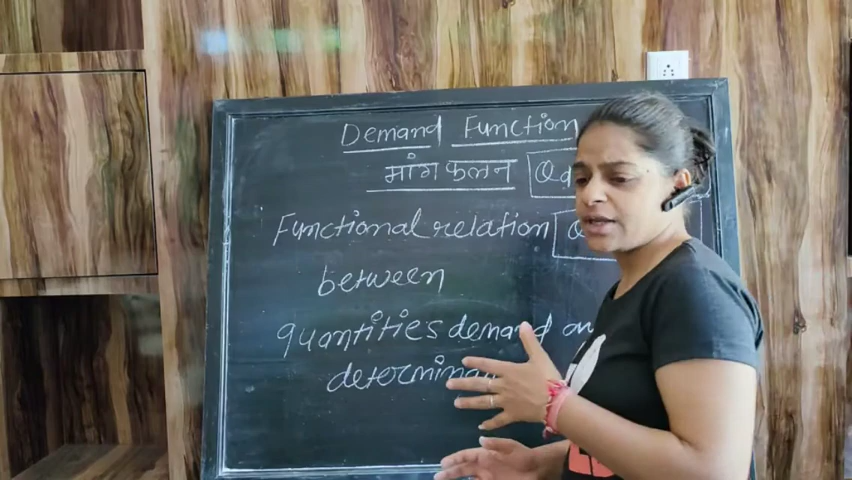 Demand Function
मांग फलन
Functional relation
between
quantities demand